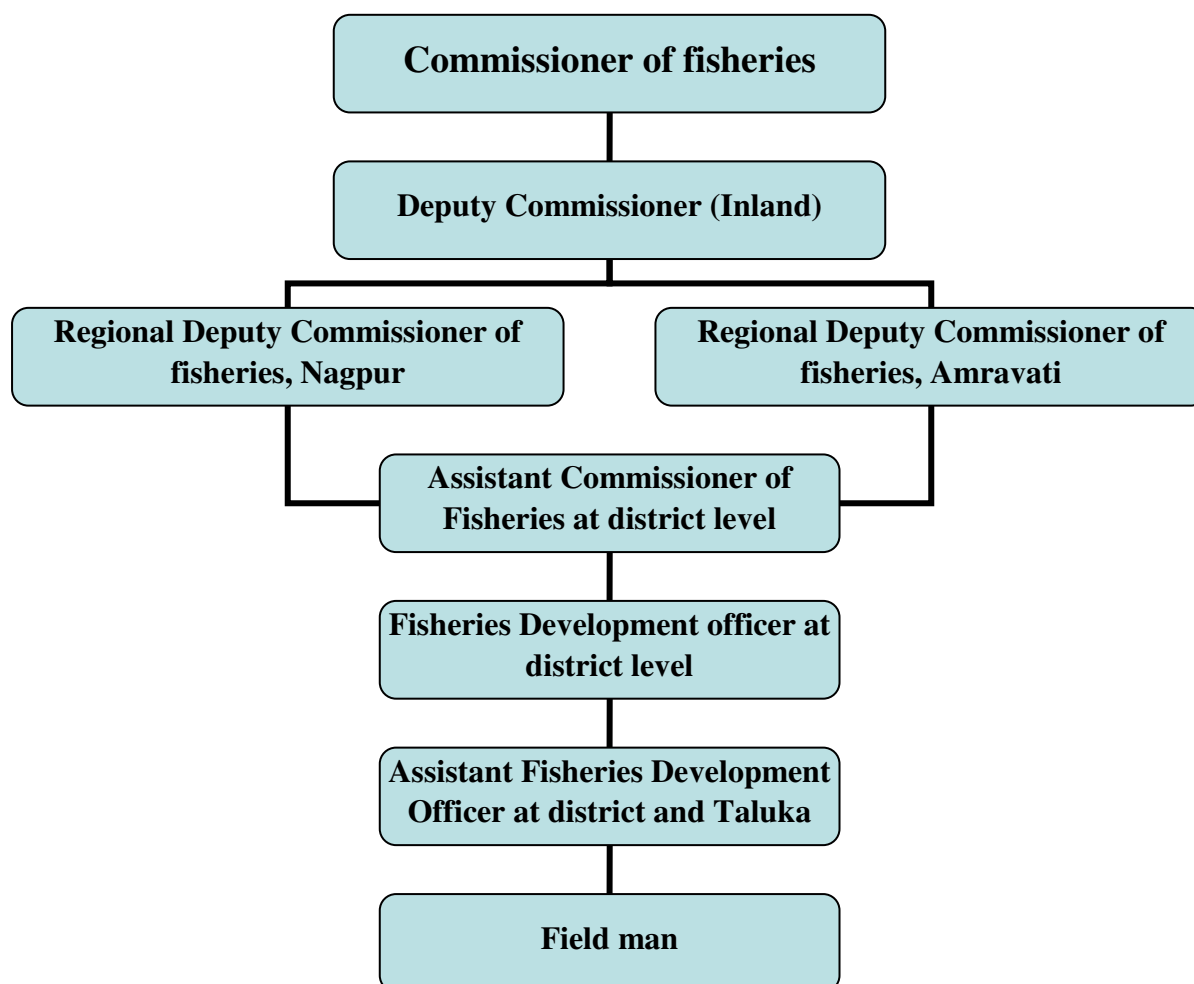 Commissioner of fisheries
Deputy Commissioner (Inland)
Regional Deputy Commissioner of
fisheries, Nagpur
Regional Deputy Commissioner of
fisheries, Amravati
Assistant Commissioner of
Fisheries at district level
Fisheries Development officer at
district level
Assistant Fisheries Development
Officer at district and Taluka
Field man